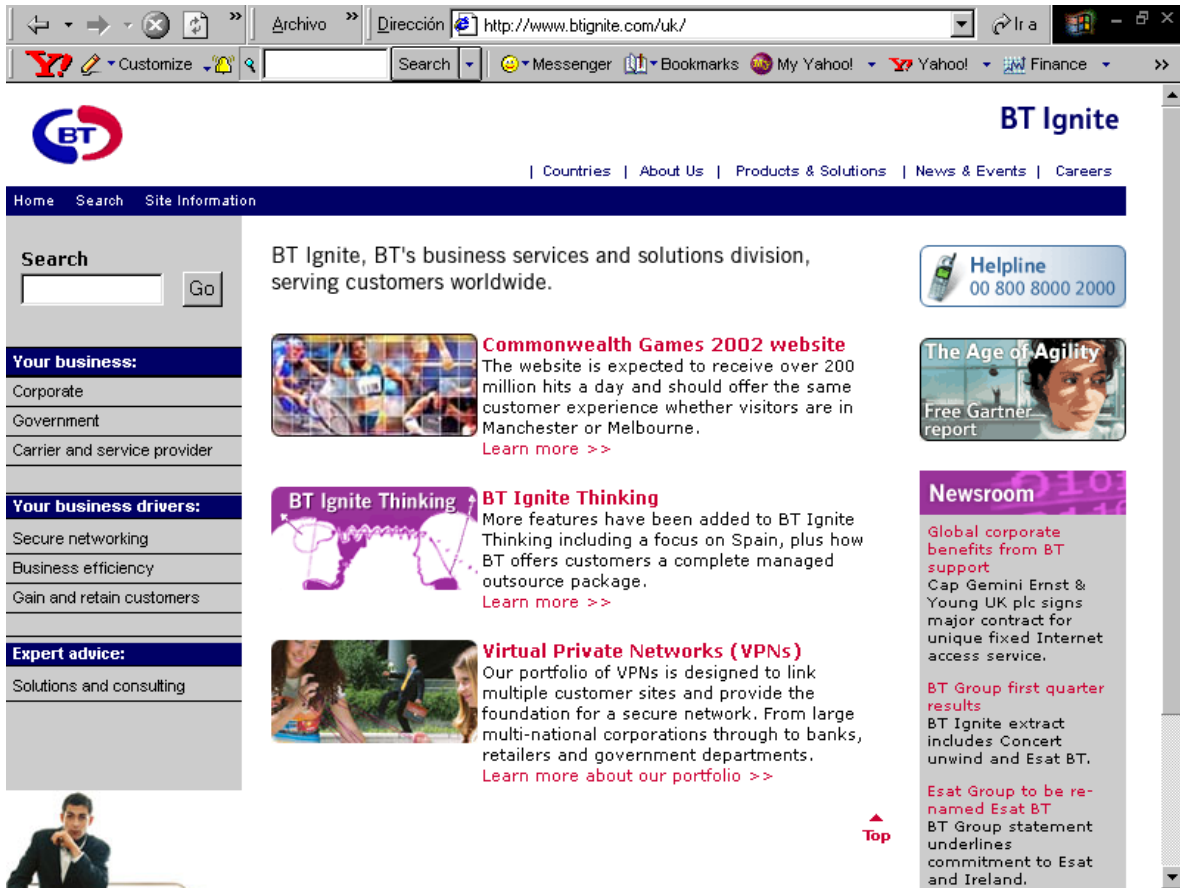 » Archivo » Dirección http://www.btignite.com/uk/ Ir a
Y! Customize Search Messenger Bookmarks My Yahoo! Yahoo! Finance »
BT
BT Ignite
| Countries | About Us | Products & Solutions | News & Events | Careers
Home Search Site Information
Search
Go
Your business:
Corporate
Government
Carrier and service provider
Your business drivers:
Secure networking
Business efficiency
Gain and retain customers
Expert advice:
Solutions and consulting
BT Ignite, BT's business services and solutions division,
serving customers worldwide.
Commonwealth Games 2002 website
The website is expected to receive over 200
million hits a day and should offer the same
customer experience whether visitors are in
Manchester or Melbourne.
Learn more >>
BT Ignite Thinking
BT Ignite Thinking
More features have been added to BT Ignite
Thinking including a focus on Spain, plus how
BT offers customers a complete managed
outsource package.
Learn more >>
Virtual Private Networks (VPNs)
Our portfolio of VPNs is designed to link
multiple customer sites and provide the
foundation for a secure network. From large
multi-national corporations through to banks,
retailers and government departments.
Learn more about our portfolio >>
Top
Helpline
00 800 8000 2000
The Age of Agility
Free Gartner
report
Newsroom
Global corporate
benefits from BT
support
Cap Gemini Ernst &
Young UK plc signs
major contract for
unique fixed Internet
access service.
BT Group first quarter
results
BT Ignite extract
includes Concert
unwind and Esat BT.
Esat Group to be re-
named Esat BT
BT Group statement
underlines
commitment to Esat
and Ireland.